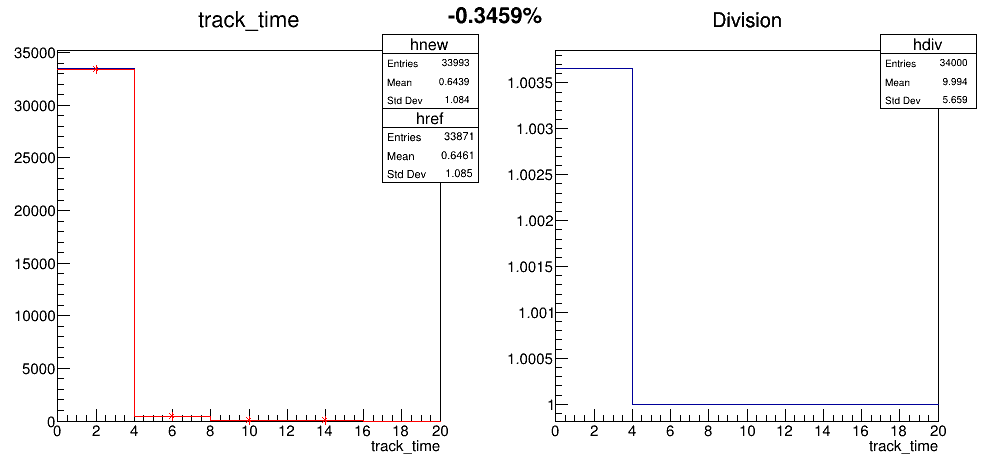 -0.3459%
track_time
hnew
Entries 33993
Mean 0.6439
Std Dev 1.084
href
Entries 33871
Mean 0.6461
Std Dev 1.085
35000
30000
25000
20000
15000
10000
5000
0
0 2 4 6 8 10 12 14 16 18 20
track_time
Division
hdiv
Entries 34000
Mean 9.994
Std Dev 5.659
1.0035
1.003
1.0025
1.002
1.0015
1.001
1.0005
1
0 2 4 6 8 10 12 14 16 18 20
track_time